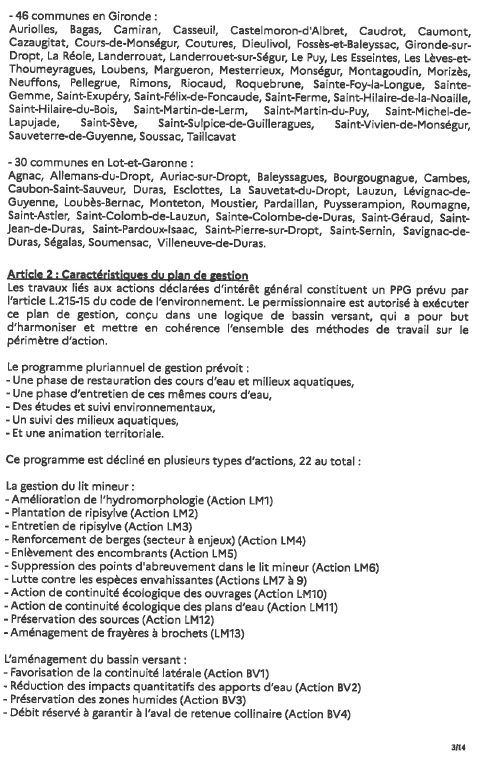 - 46 communes en Gironde :
Auriolles, Bagas, Camiran, Casseuil, Castelmoron-d'Albret, Caudrot, Caumont,
Cazaugitat, Cours-de-Monségur, Coutures, Dieulivol, Fossès-et-Baleyssac, Gironde-sur-
Dropt, La Réole, Landerrouat, Landerrouet-sur-Ségur, Le Puy, Les Esseintes, Les Lèves-et-
Thoumeyragues, Loubens, Margueron, Mesterrieux, Monségur, Montagoudin, Morizès,
Neuffons, Pellegrue, Rimons, Riocaud, Roquebrune, Sainte-Foy-la-Longue, Sainte-
Gemme, Saint-Exupéry, Saint-Félix-de-Foncaude, Saint-Ferme, Saint-Hilaire-de-la-Noaille,
Saint-Hilaire-du-Bois, Saint-Martin-de-Lerm, Saint-Martin-du-Puy, Saint-Michel-de-
Lapujade, Saint-Sève, Saint-Sulpice-de-Guilleragues, Saint-Vivien-de-Monségur,
Sauveterre-de-Guyenne, Soussac, Taillcavat
- 30 communes en Lot-et-Garonne :
Agnac, Allemans-du-Dropt, Auriac-sur-Dropt, Baleyssagues, Bourgougnague, Cambes,
Caubon-Saint-Sauveur, Duras, Esclottes, La Sauvetat-du-Dropt, Lauzun, Lévignac-de-
Guyenne, Loubès-Bernac, Monteton, Moustier, Pardaillan, Puysserampion, Roumagne,
Saint-Astier, Saint-Colomb-de-Lauzun, Sainte-Colombe-de-Duras, Saint-Géraud, Saint-
Jean-de-Duras, Saint-Pardoux-Isaac, Saint-Pierre-sur-Dropt, Saint-Sernin, Savignac-de-
Duras, Ségalas, Soumensac, Villeneuve-de-Duras.
Article 2 : Caractéristiques du plan de gestion
Les travaux liés aux actions déclarées d'intérêt général constituent un PPG prévu par
l'article L.215-15 du code de l'environnement. Le permissionnaire est autorisé à exécuter
ce plan de gestion, conçu dans une logique de bassin versant, qui a pour but
d'harmoniser et mettre en cohérence l'ensemble des méthodes de travail sur le
périmètre d'action.
Le programme pluriannuel de gestion prévoit :
- Une phase de restauration des cours d'eau et milieux aquatiques,
- Une phase d'entretien de ces mêmes cours d'eau,
- Des études et suivi environnementaux,
- Un suivi des milieux aquatiques,
- Et une animation territoriale.
Ce programme est décliné en plusieurs types d'actions, 22 au total :
La gestion du lit mineur :
- Amélioration de l'hydromorphologie (Action LM1)
- Plantation de ripisylve (Action LM2)
- Entretien de ripisylve (Action LM3)
- Renforcement de berges (secteur à enjeux) (Action LM4)
- Enlèvement des encombrants (Action LM5)
- Suppression des points d'abreuvement dans le lit mineur (Action LM6)
- Lutte contre les espèces envahissantes (Actions LM7 à 9)
- Action de continuité écologique des ouvrages (Action LM10)
- Action de continuité écologique des plans d'eau (Action LM11)
- Préservation des sources (Action LM12)
- Aménagement de frayères à brochets (LM13)
L'aménagement du bassin versant :
- Favorisation de la continuité latérale (Action BV1)
- Réduction des impacts quantitatifs des apports d'eau (Action BV2)
- Préservation des zones humides (Action BV3)
- Débit réservé à garantir à l'aval de retenue collinaire (Action BV4)
3/14